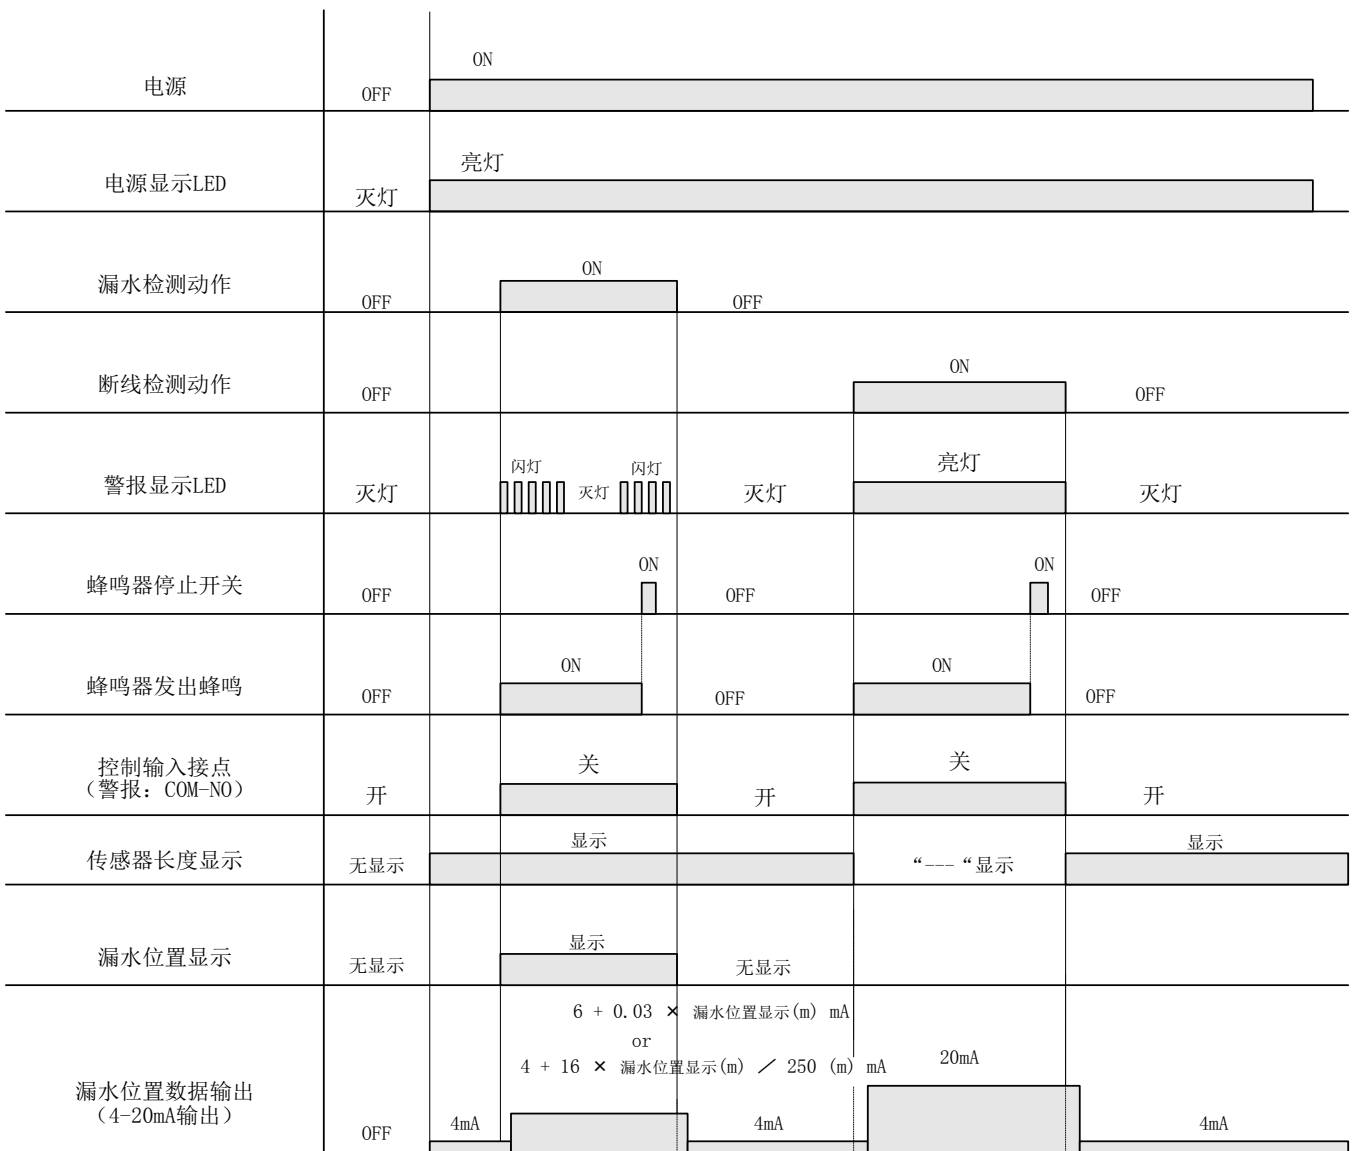 ON
电源
OFF
亮灯
电源显示LED
灭灯
ON
漏水检测动作
OFF
OFF
ON
断线检测动作
OFF
OFF
闪灯
闪灯
亮灯
警报显示LED
灭灯
灭灯
灭灯
灭灯
ON
ON
蜂鸣器停止开关
OFF
OFF
OFF
ON
ON
蜂鸣器发出蜂鸣
OFF
OFF
OFF
关
关
控制输入接点
（警报：COM-NO）
开
开
开
显示
显示
传感器长度显示
无显示
“---“显示
显示
漏水位置显示
无显示
无显示
6 + 0.03 × 漏水位置显示(m) mA
or
4 + 16 × 漏水位置显示(m) ／ 250 (m) mA
20mA
漏水位置数据输出
（4-20mA输出）
OFF
4mA
4mA
4mA